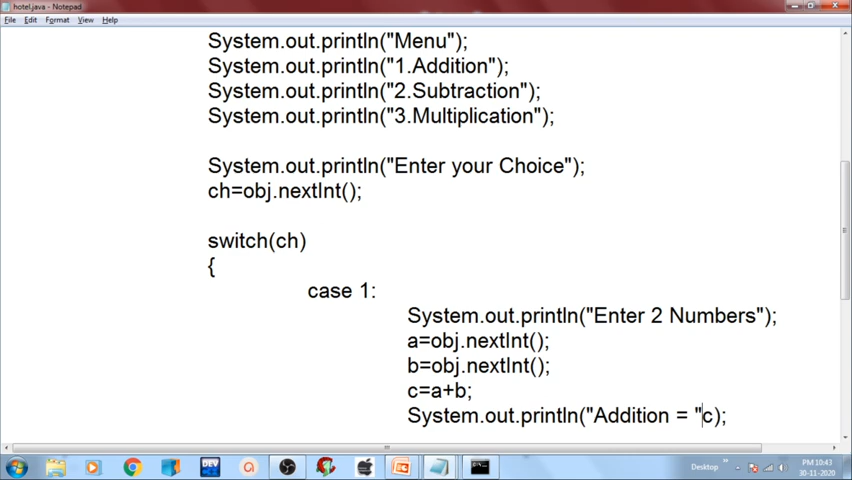 hotel.java - Notepad
File Edit Format View Help
System.out.println("Menu");
System.out.println("1.Addition");
System.out.println("2.Subtraction");
System.out.println("3.Multiplication");
System.out.println("Enter your Choice");
ch=obj.nextInt();
switch(ch)
{
case 1:
System.out.println("Enter 2 Numbers");
a=obj.nextInt();
b=obj.nextInt();
c=a+b;
System.out.println("Addition = "c);
DEV
Desktop
PM 10:43
30-11-2020